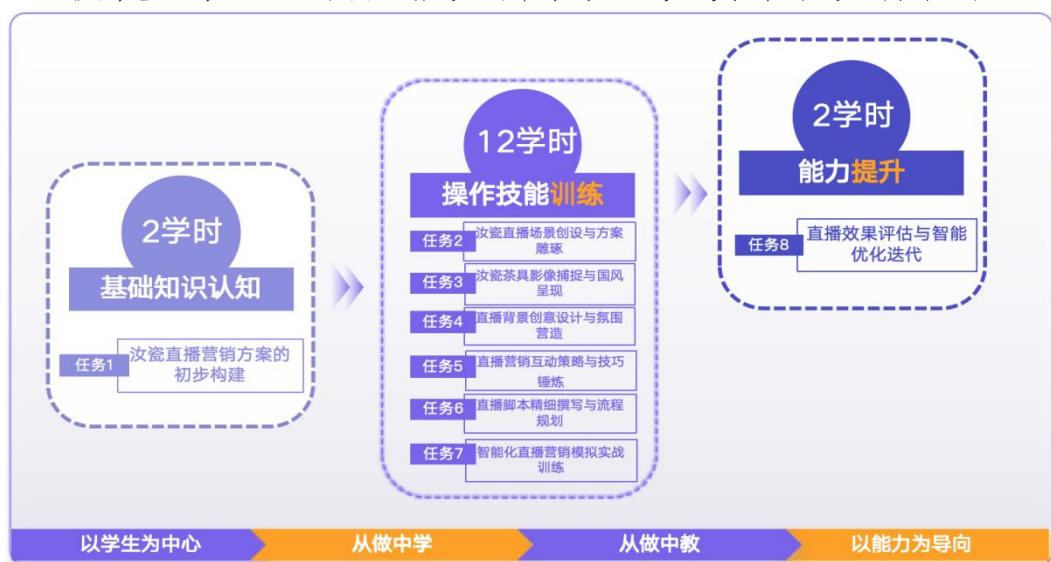 2学时
基础知识认知
任务1
汝瓷直播营销方案的
初步构建
12学时
操作技能训练
任务2
汝瓷直播场景创设与方案
雕琢
任务3
汝瓷茶具影像捕捉与国风
呈现
任务4
直播背景创意设计与氛围
营造
任务5
直播营销互动策略与技巧
锤炼
任务6
直播脚本精细撰写与流程
规划
任务7
智能化直播营销模拟实战
训练
2学时
能力提升
任务8
直播效果评估与智能
优化迭代
以学生为中心
从做中学
从做中教
以能力为导向